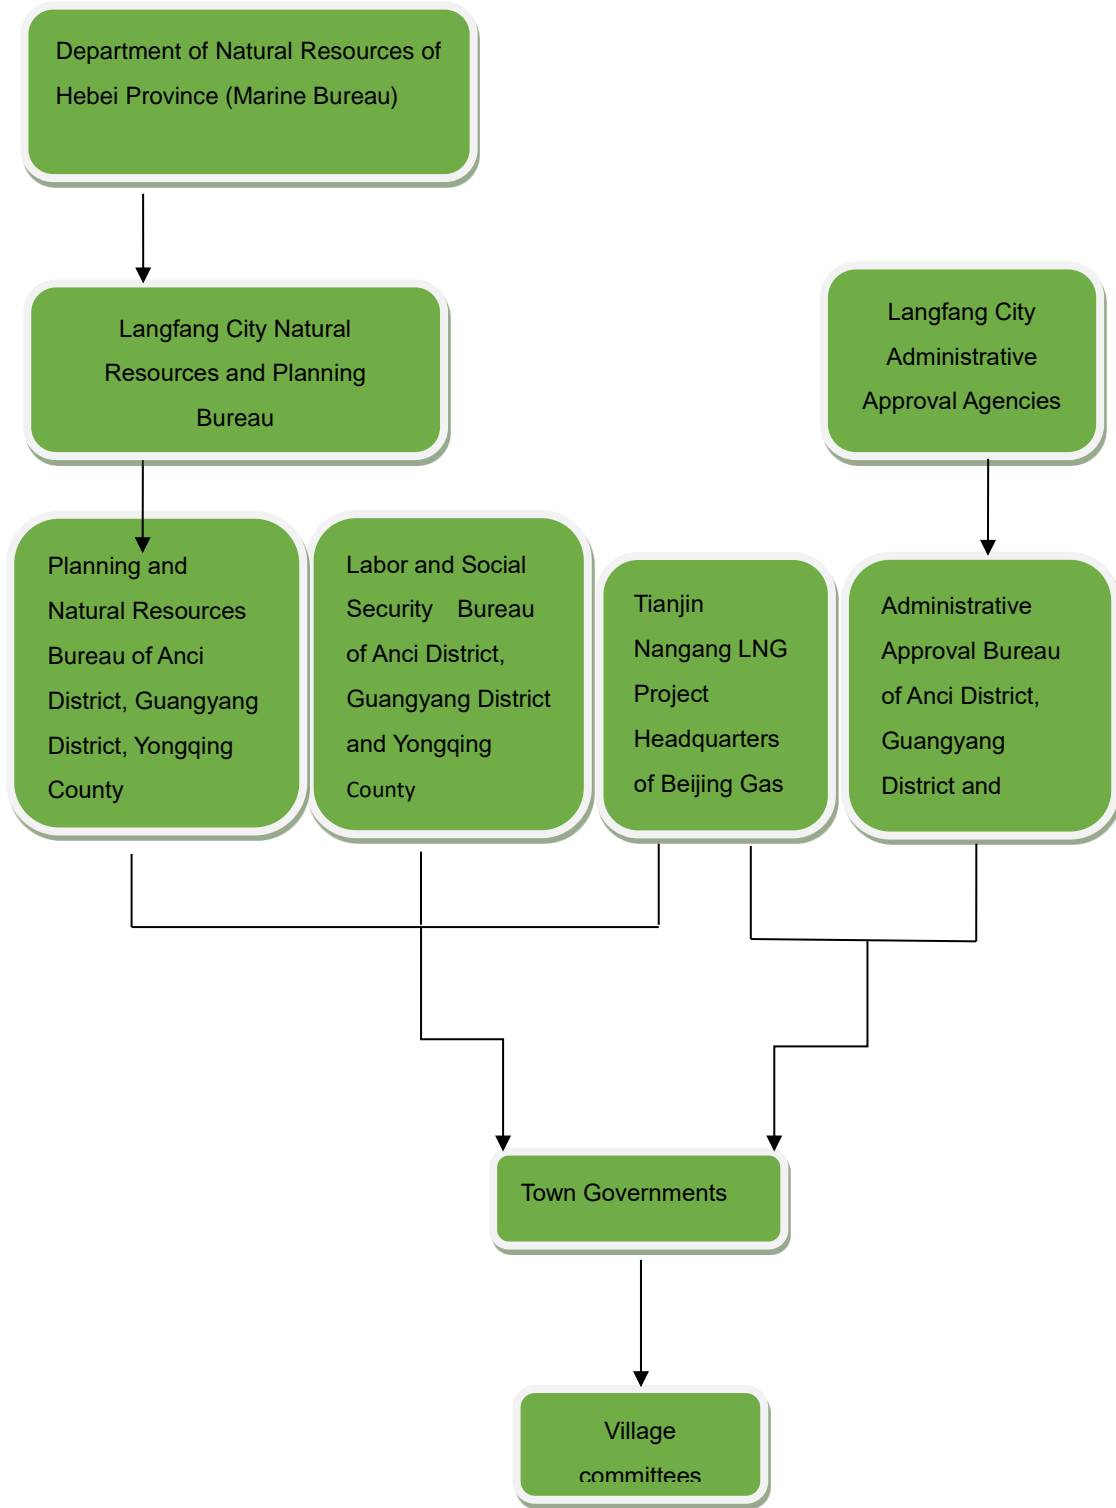 Department of Natural Resources of
Hebei Province (Marine Bureau)
Langfang City Natural
Resources and Planning
Bureau
Langfang City
Administrative
Approval Agencies
Planning and
Natural Resources
Bureau of Anci
District, Guangyang
District, Yongqing
County
Labor and Social
Security Bureau
of Anci District,
Guangyang District
and Yongqing
County
Tianjin
Nangang LNG
Project
Headquarters
of Beijing Gas
Administrative
Approval Bureau
of Anci District,
Guangyang
District and
Town Governments
Village
committees